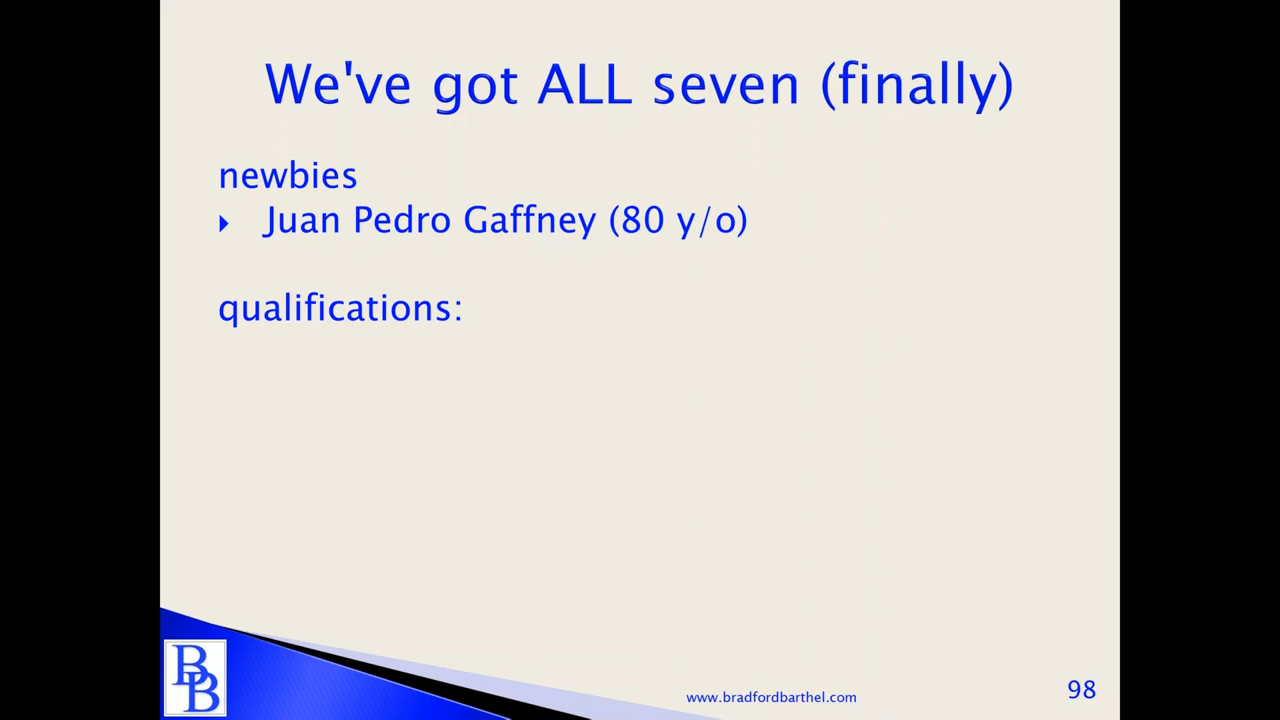 We've got ALL seven (finally)
newbies
Juan Pedro Gaffney (80 y/o)
qualifications:
BB
www.bradfordbarthel.com
98